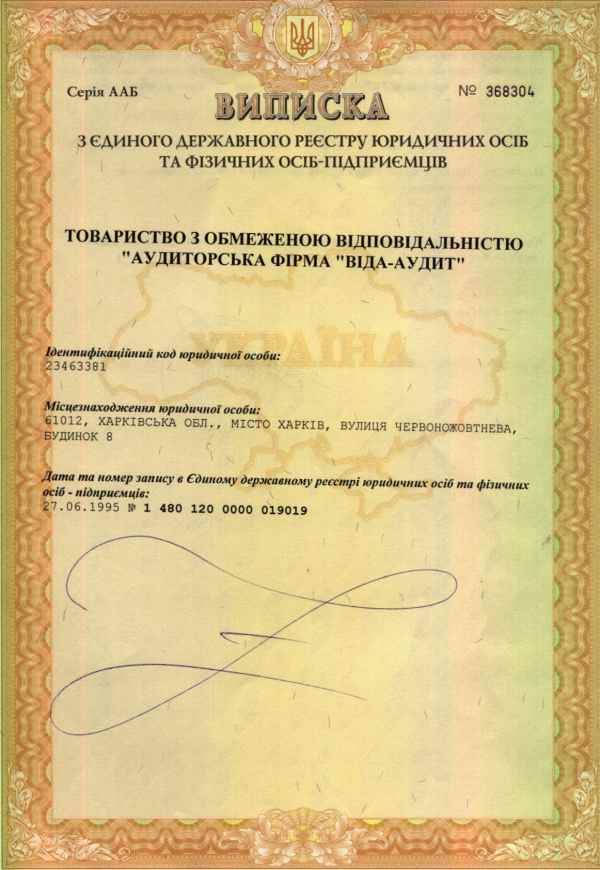 Серія ААБ
№ 368304
ВИПИСКА
З ЄДИНОГО ДЕРЖАВНОГО РЕЄСТРУ ЮРИДИЧНИХ ОСІБ
ТА ФІЗИЧНИХ ОСІБ-ПІДПРИЄМЦІВ
ТОВАРИСТВО З ОБМЕЖЕНОЮ ВІДПОВІДАЛЬНІСТЮ
"АУДИТОРСЬКА ФІРМА "ВІДА-АУДИТ"
УКРАЇНА
Ідентифікаційний код юридичної особи:
23463381
Місцезнаходження юридичної особи:
61012, ХАРКІВСЬКА ОБЛ., МІСТО ХАРКІВ, ВУЛИЦЯ ЧЕРВОНОЖОВТНЕВА,
БУДИНОК 8
Дата та номер запису в Єдиному державному реєстрі юридичних осіб та фізичних
осіб - підприємців:
27.06.1995 № 1 480 120 0000 019019